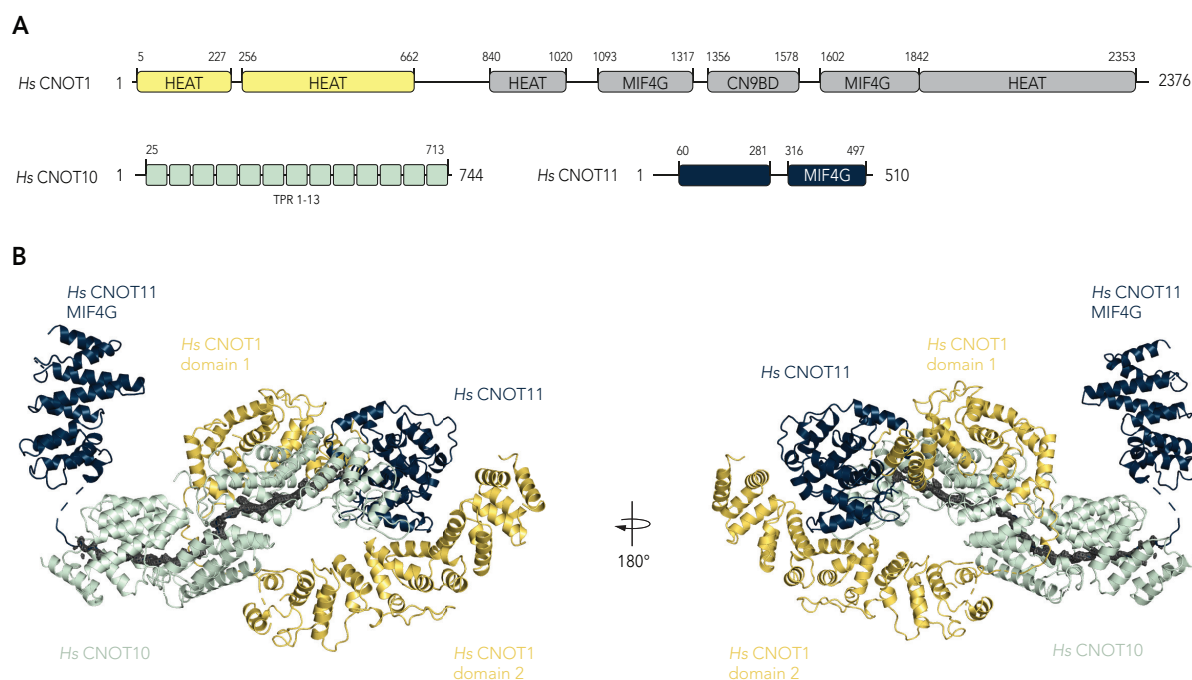 A
5 227 256 662 840 1020 1093 1317 1356 1578 1602 1842 2353
Hs CNOT1 1 HEAT HEAT HEAT MIF4G CN9BD MIF4G HEAT 2376
25 713 60 281 316 497
Hs CNOT10 1 744 Hs CNOT11 1 MIF4G 510
TPR 1-13
B
Hs CNOT11
MIF4G
Hs CNOT1
domain 1
Hs CNOT11
Hs CNOT10
Hs CNOT1
domain 2
180°
Hs CNOT11
MIF4G
Hs CNOT1
domain 1
Hs CNOT11
Hs CNOT1
domain 2
Hs CNOT10